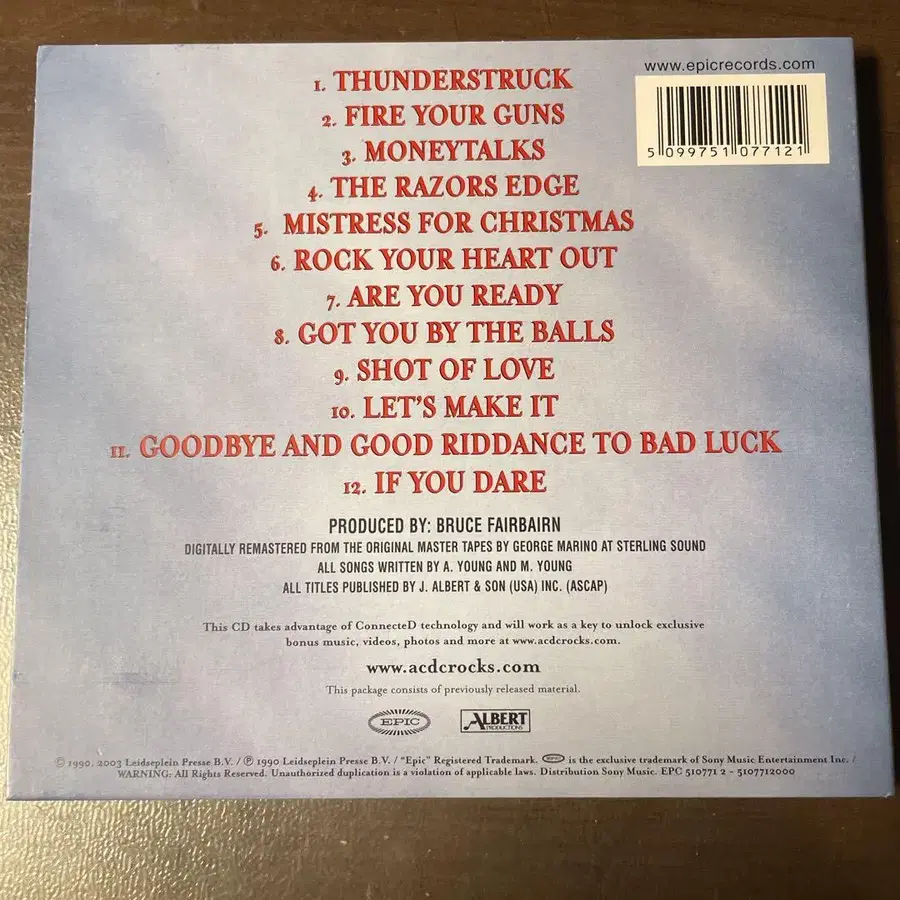 www.epicrecords.com
5 099751 077121
1. THUNDERSTRUCK
2. FIRE YOUR GUNS
3. MONEYTALKS
4. THE RAZORS EDGE
5. MISTRESS FOR CHRISTMAS
6. ROCK YOUR HEART OUT
7. ARE YOU READY
8. GOT YOU BY THE BALLS
9. SHOT OF LOVE
10. LET'S MAKE IT
11. GOODBYE AND GOOD RIDDANCE TO BAD LUCK
12. IF YOU DARE
PRODUCED BY: BRUCE FAIRBAIRN
DIGITALLY REMASTERED FROM THE ORIGINAL MASTER TAPES BY GEORGE MARINO AT STERLING SOUND
ALL SONGS WRITTEN BY A. YOUNG AND M. YOUNG
ALL TITLES PUBLISHED BY J. ALBERT & SON (USA) INC. (ASCAP)
This CD takes advantage of ConnecteD technology and will work as a key to unlock exclusive
bonus music, videos, photos and more at www.acdcrocks.com.
www.acdcrocks.com
This package consists of previously released material.
EPIC
ALBERT
PRODUCTIONS
© 1990, 2003 Leidseplein Presse B.V. / ℗ 1990 Leidseplein Presse B.V. / "Epic" Registered Trademark. EPIC is the exclusive trademark of Sony Music Entertainment Inc. /
WARNING: All Rights Reserved. Unauthorized duplication is a violation of applicable laws. Distribution Sony Music. EPC 510771 2 - 5107712000